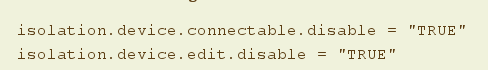 isolation.device.connectable.disable = "TRUE"
isolation.device.edit.disable = "TRUE"